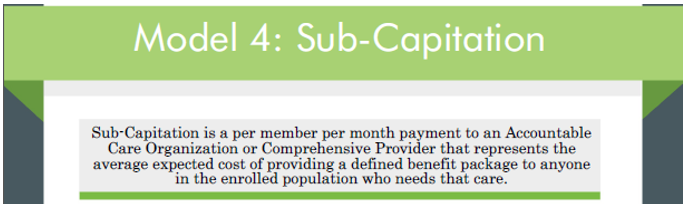 Model 4: Sub-Capitation
Sub-Capitation is a per member per month payment to an Accountable
Care Organization or Comprehensive Provider that represents the
average expected cost of providing a defined benefit package to anyone
in the enrolled population who needs that care.